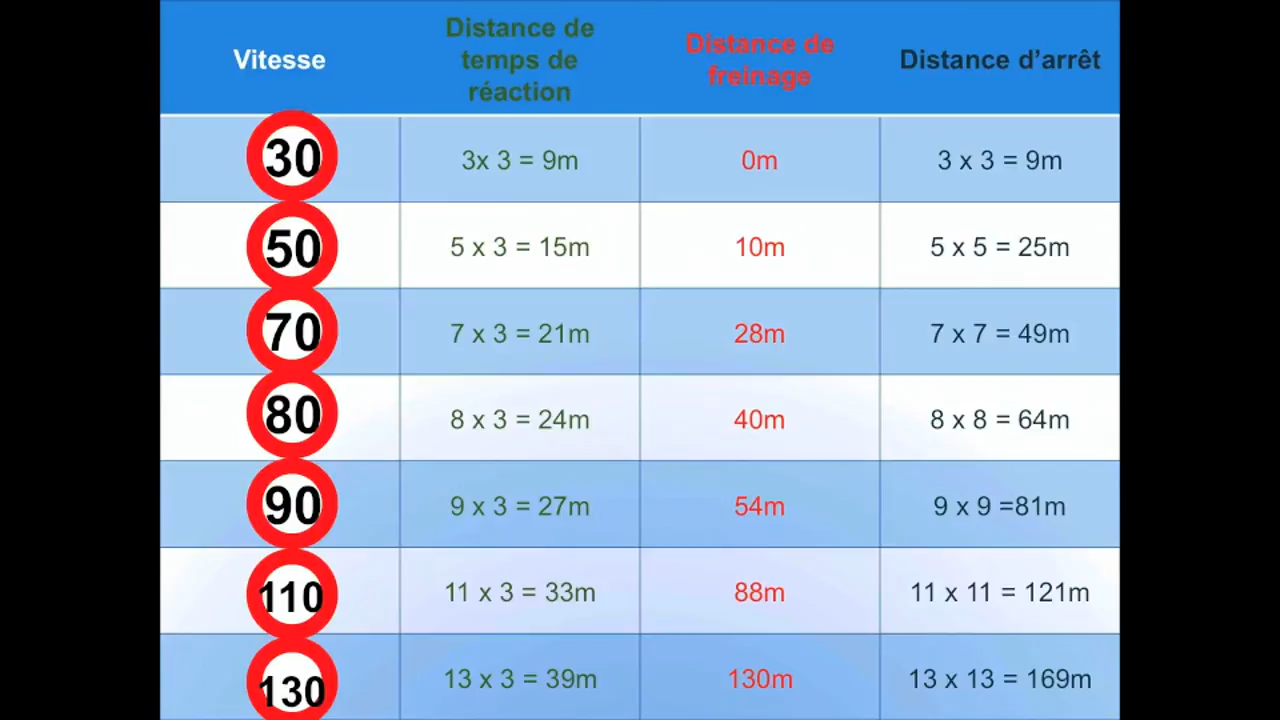 Vitesse
Distance de
temps de
réaction
Distance de
freinage
Distance d’arrêt
30
3x 3 = 9m
0m
3 x 3 = 9m
50
5 x 3 = 15m
10m
5 x 5 = 25m
70
7 x 3 = 21m
28m
7 x 7 = 49m
80
8 x 3 = 24m
40m
8 x 8 = 64m
90
9 x 3 = 27m
54m
9 x 9 =81m
110
11 x 3 = 33m
88m
11 x 11 = 121m
130
13 x 3 = 39m
130m
13 x 13 = 169m